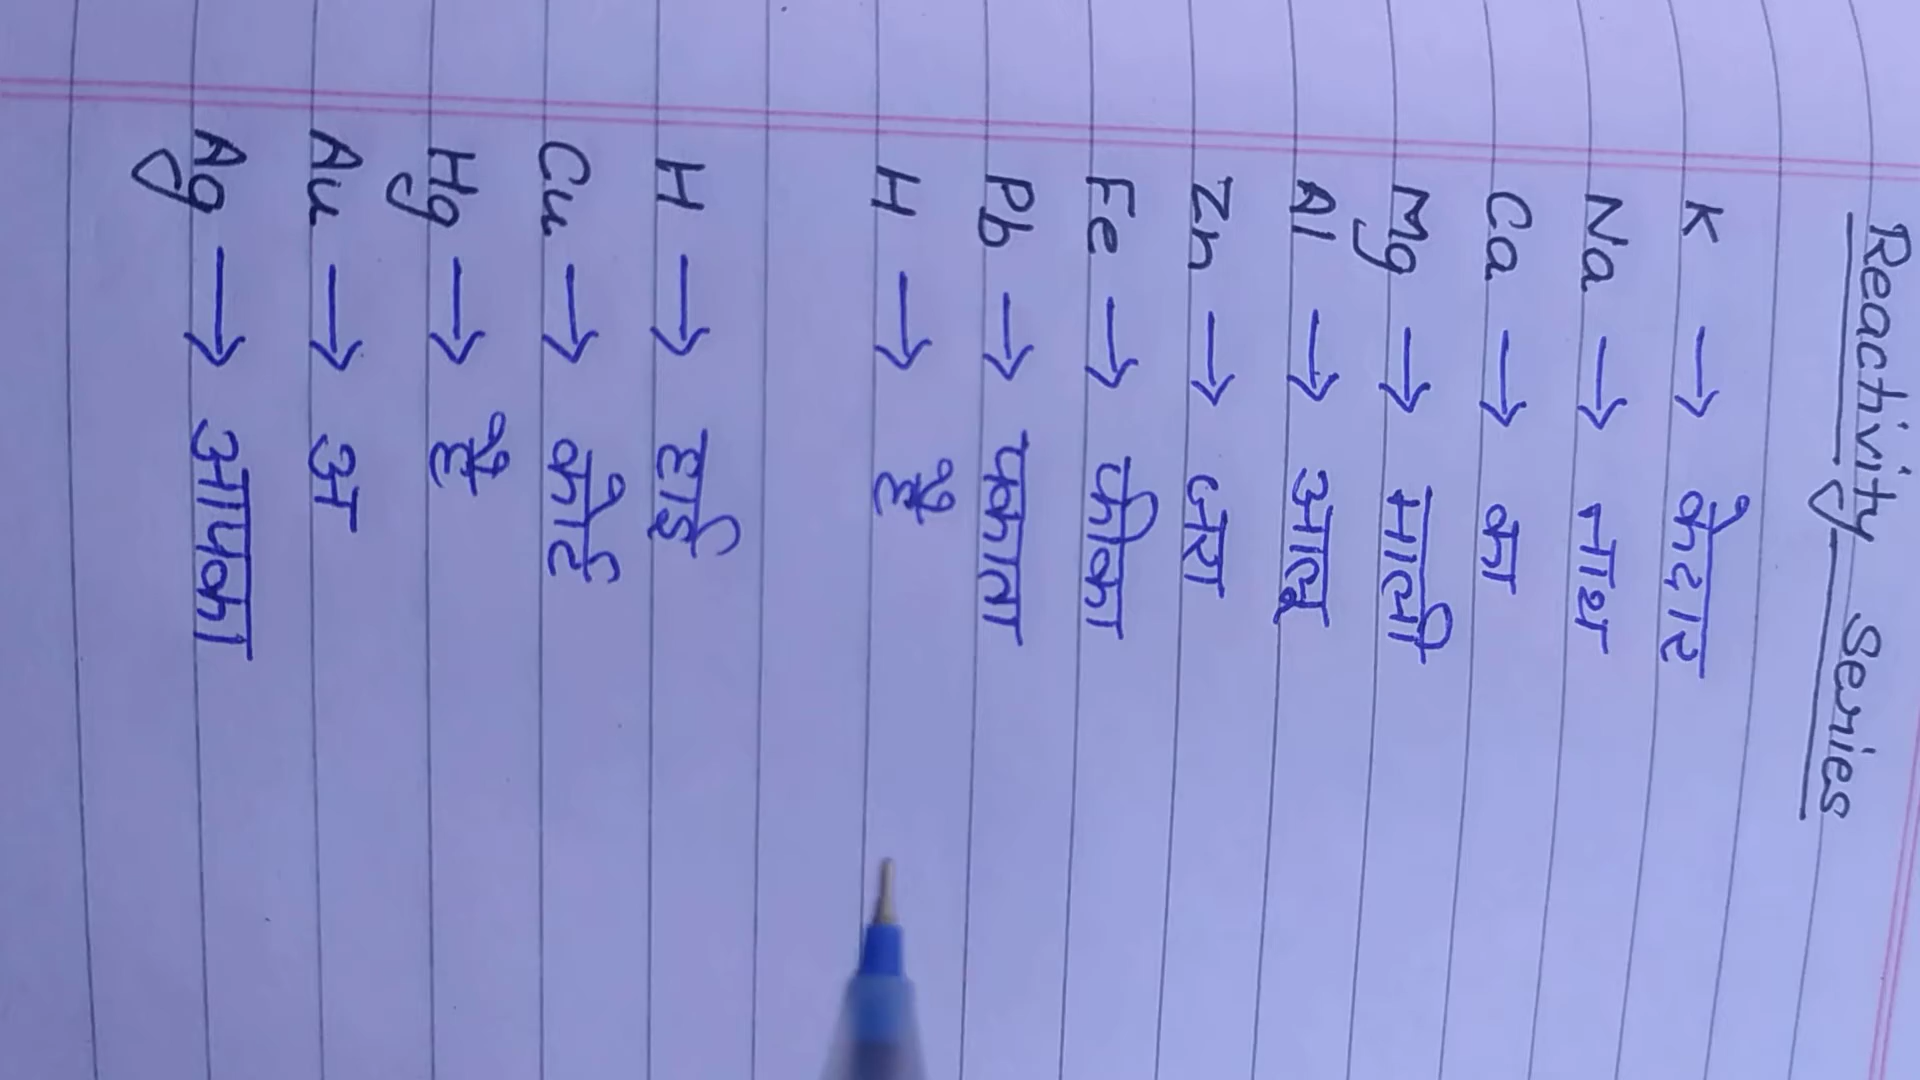 Reactivity Series
K → केदार
Na → नाथ
Ca → का
Mg → माली
Al → आलू
Zn → जरा
Fe → फीका
Pb → पकाता
H → है
H → हाई
Cu → कोर्ट
Hg → है
Au → अ
Ag → आपका